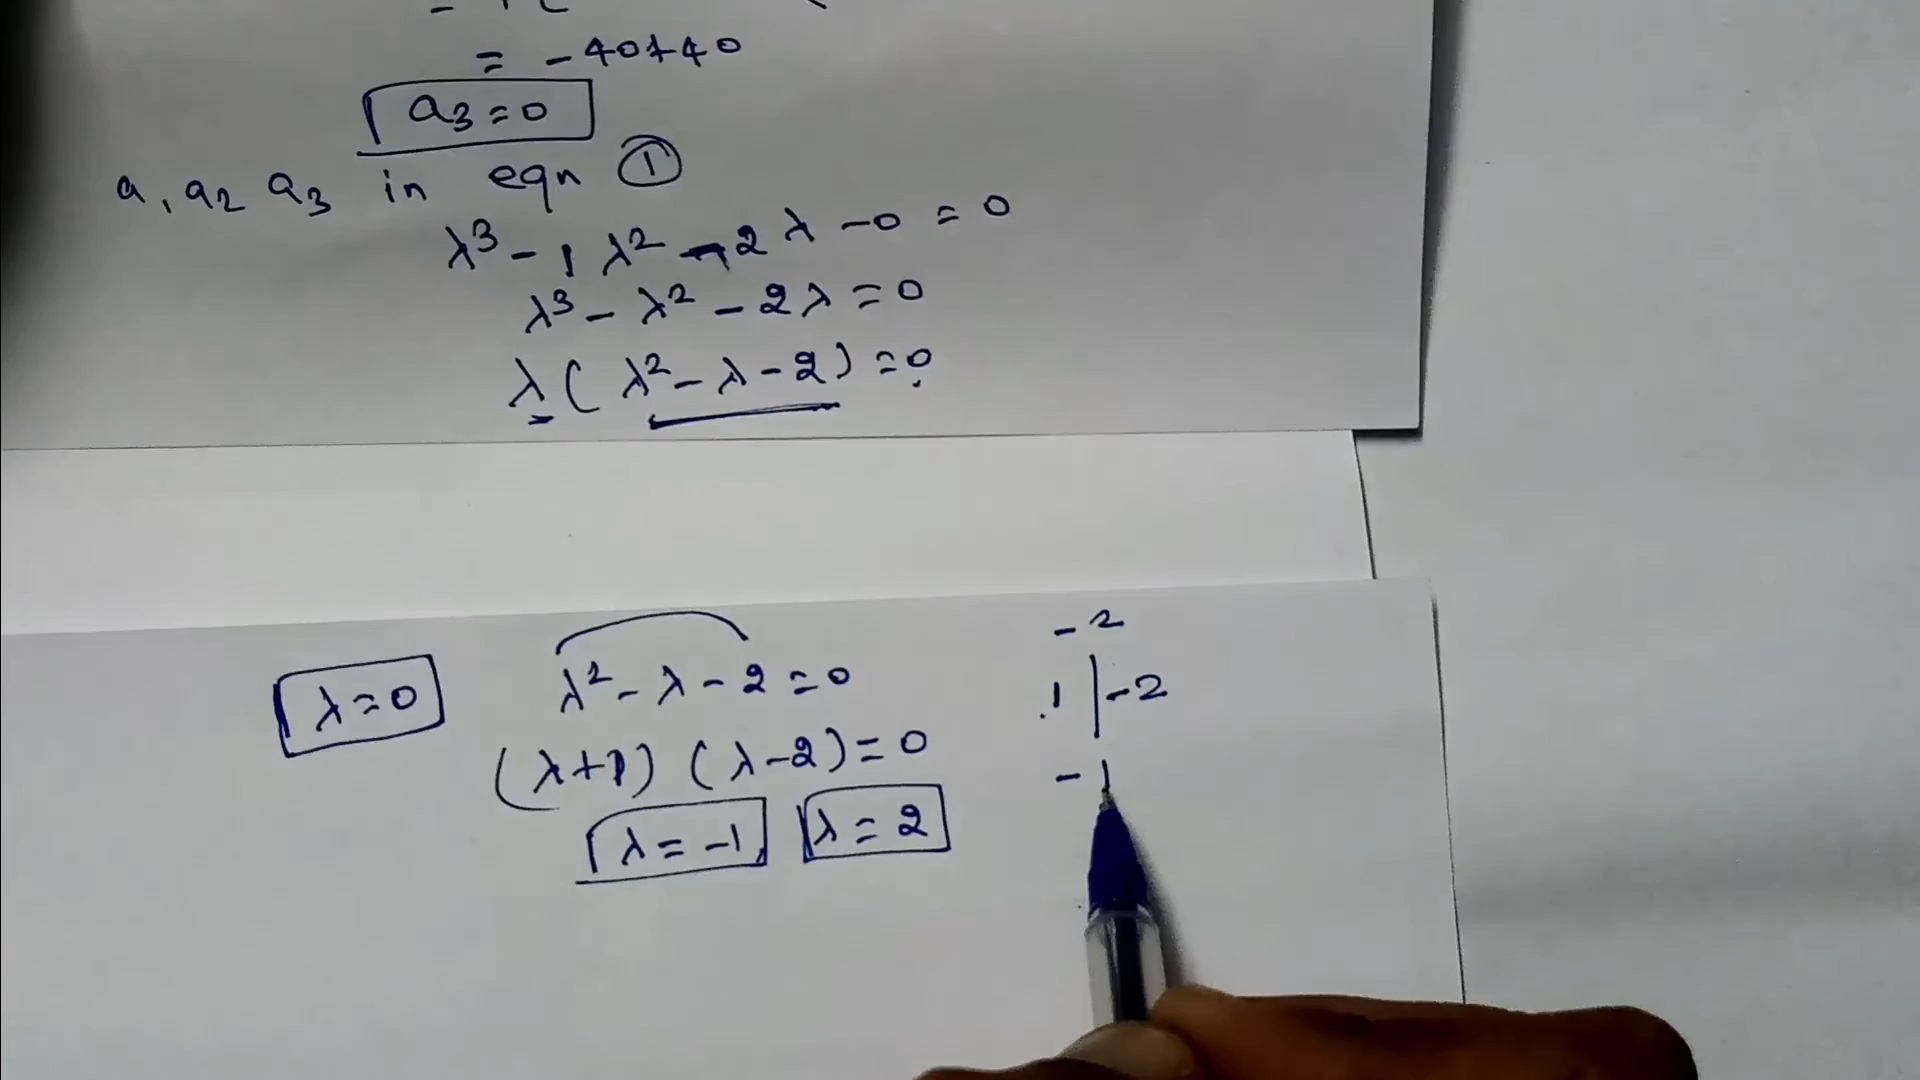 = -40+40
a3=0
a1 a2 a3 in eqn ①
λ³ - 1 λ² - 2λ - 0 = 0
λ³ - λ² - 2λ = 0
λ ( λ² - λ - 2 ) = 0
λ=0
λ² - λ - 2 = 0
(λ+1) (λ-2) = 0
λ = -1 λ = 2
-2
1 | -2
-1